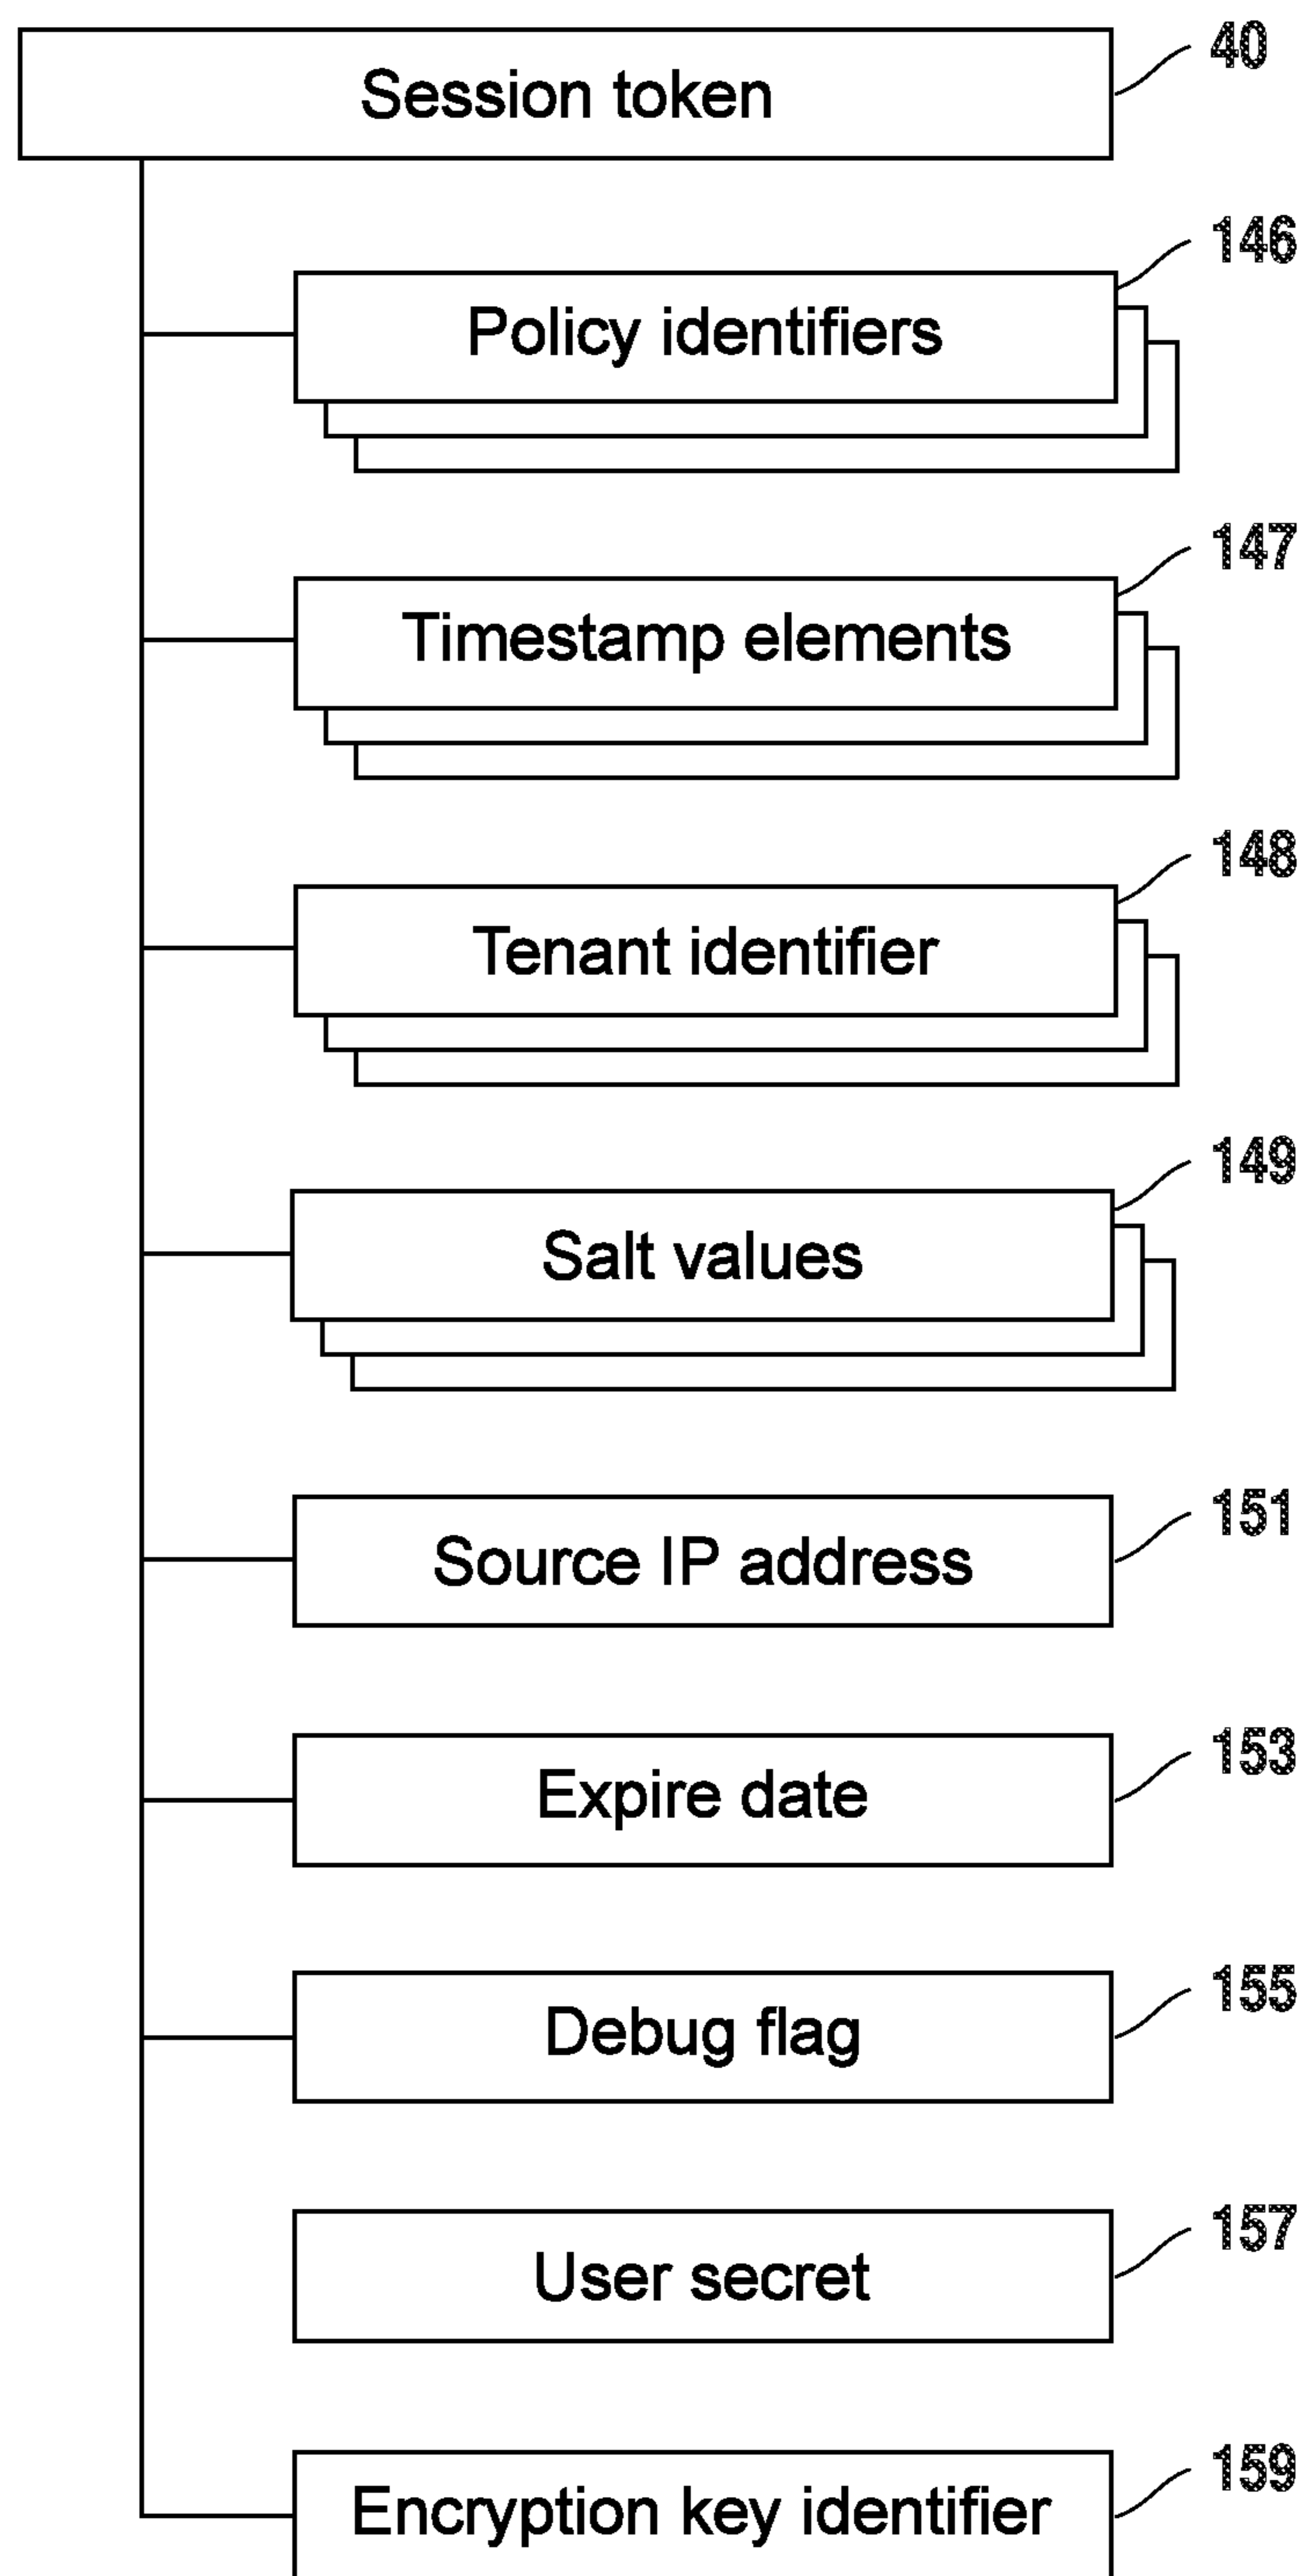 Session token 40
146
Policy identifiers
147
Timestamp elements
148
Tenant identifier
149
Salt values
151
Source IP address
153
Expire date
155
Debug flag
157
User secret
159
Encryption key identifier